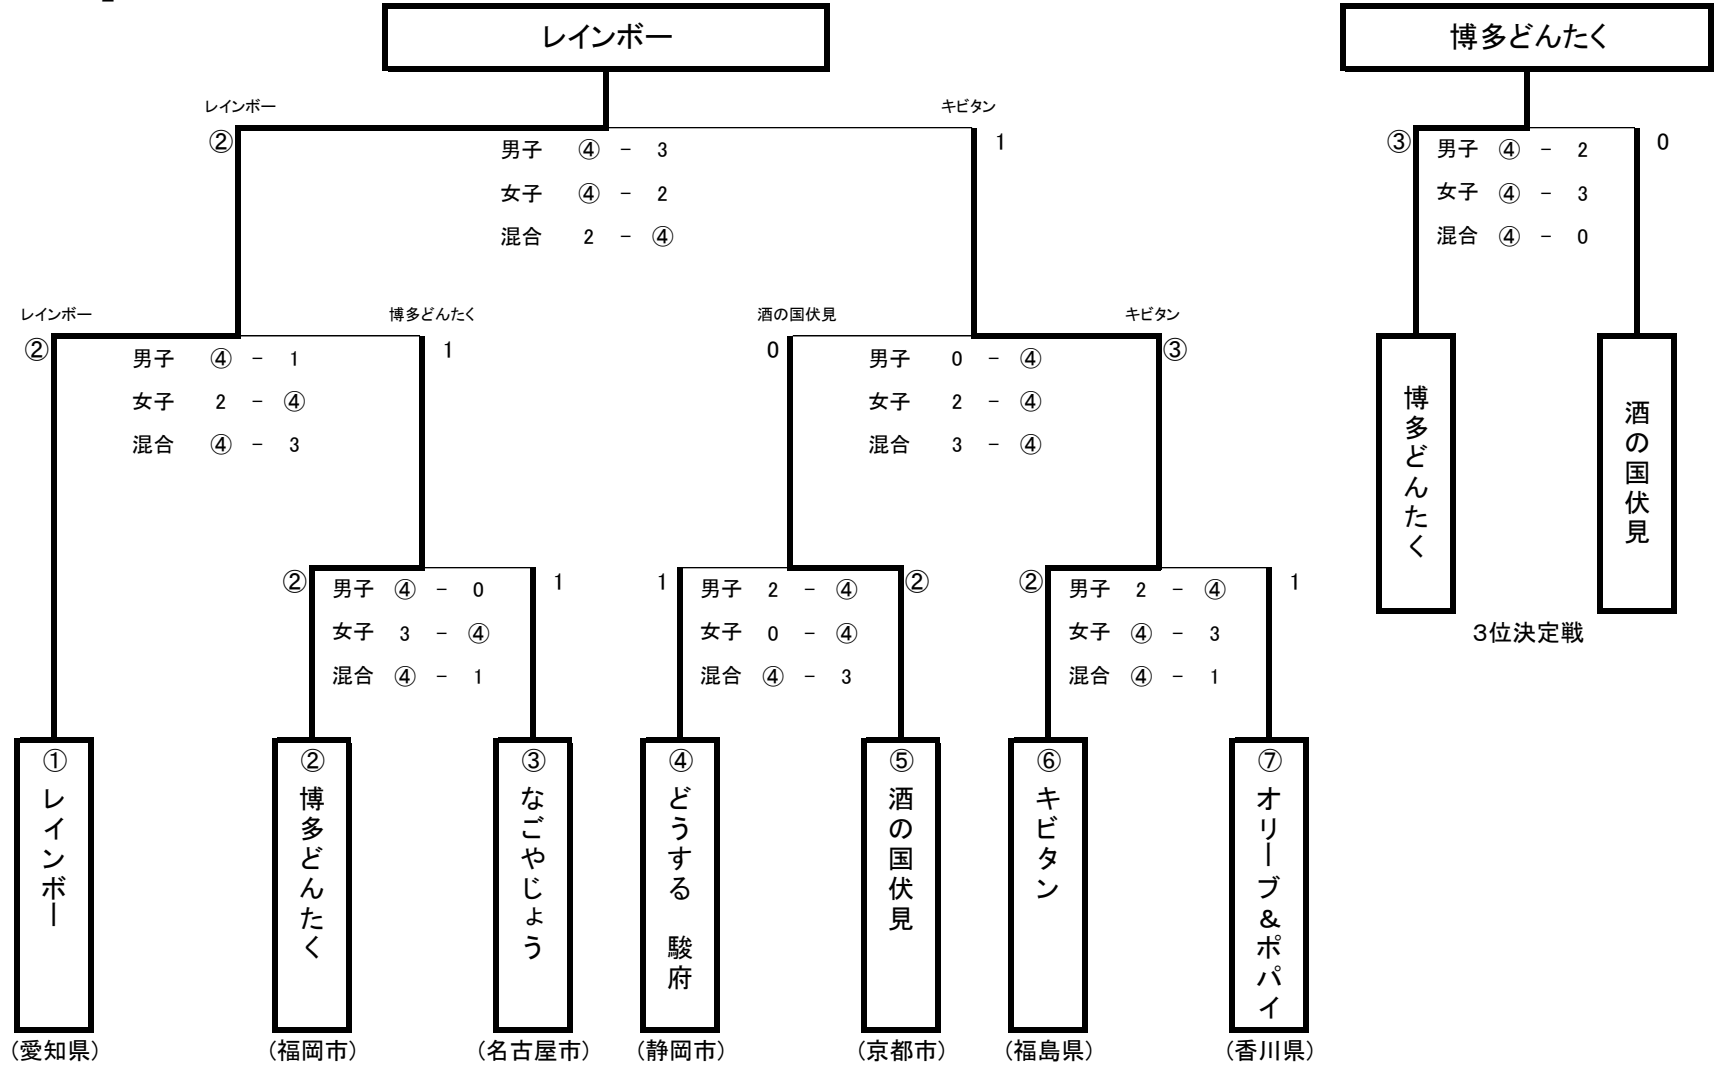 レインボー
博多どんたく
レインボー
キビタン
② 1
男子 ④ - 3
女子 ④ - 2
混合 2 - ④
③ 0
男子 ④ - 2
女子 ④ - 3
混合 ④ - 0
レインボー
博多どんたく
② 1
男子 ④ - 1
女子 2 - ④
混合 ④ - 3
酒の国伏見
キビタン
0 ③
男子 0 - ④
女子 2 - ④
混合 3 - ④
博多どんたく
酒の国伏見
3位決定戦
② 1
男子 ④ - 0
女子 3 - ④
混合 ④ - 1
1 ②
男子 2 - ④
女子 0 - ④
混合 ④ - 3
② 1
男子 2 - ④
女子 ④ - 3
混合 ④ - 1
①レインボー
(愛知県)
②博多どんたく
(福岡市)
③なごやじょう
(名古屋市)
④どうする 駿府
(静岡市)
⑤酒の国伏見
(京都市)
⑥キビタン
(福島県)
⑦オリーブ&ポパイ
(香川県)